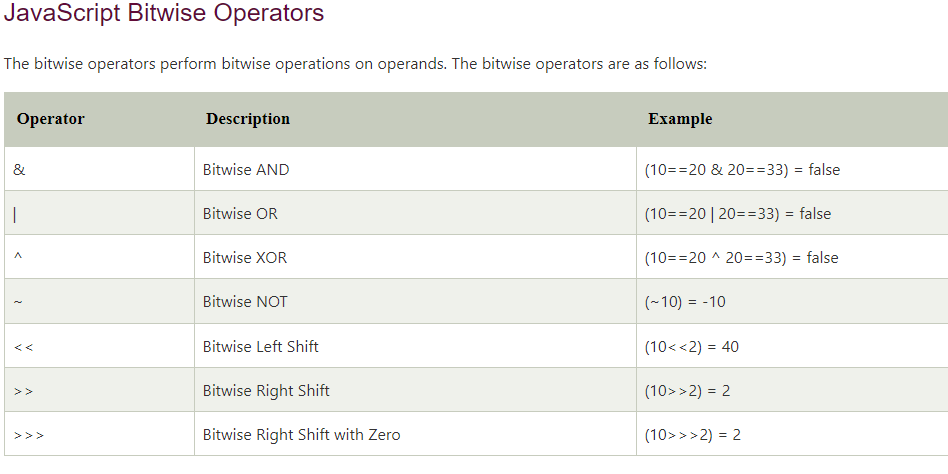 JavaScript Bitwise Operators
The bitwise operators perform bitwise operations on operands. The bitwise operators are as follows:
Operator Description Example
& Bitwise AND (10==20 & 20==33) = false
| Bitwise OR (10==20 | 20==33) = false
^ Bitwise XOR (10==20 ^ 20==33) = false
~ Bitwise NOT (~10) = -10
<< Bitwise Left Shift (10<<2) = 40
>> Bitwise Right Shift (10>>2) = 2
>>> Bitwise Right Shift with Zero (10>>>2) = 2